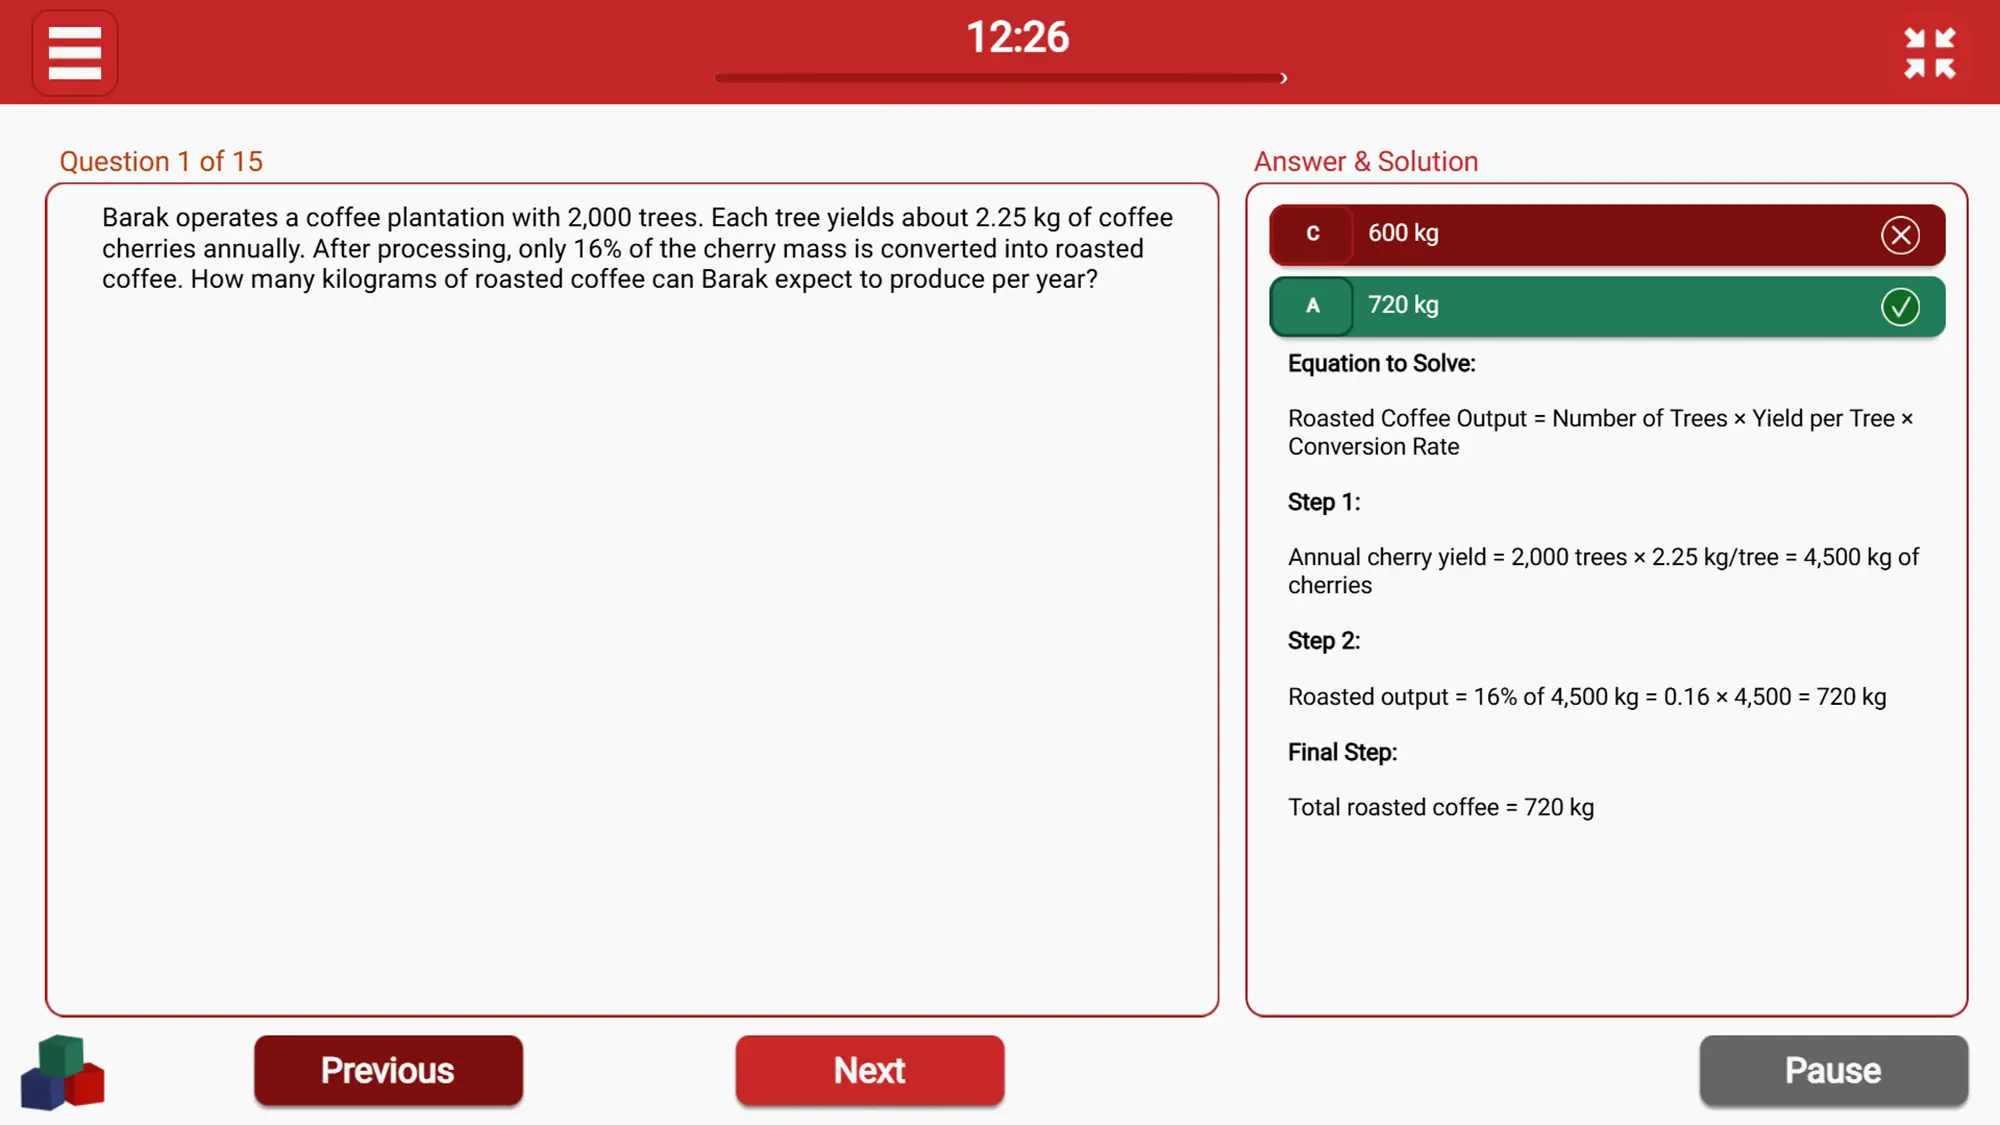 12:26
Question 1 of 15
Barak operates a coffee plantation with 2,000 trees. Each tree yields about 2.25 kg of coffee
cherries annually. After processing, only 16% of the cherry mass is converted into roasted
coffee. How many kilograms of roasted coffee can Barak expect to produce per year?
Answer & Solution
C 600 kg
A 720 kg
Equation to Solve:
Roasted Coffee Output = Number of Trees × Yield per Tree ×
Conversion Rate
Step 1:
Annual cherry yield = 2,000 trees × 2.25 kg/tree = 4,500 kg of
cherries
Step 2:
Roasted output = 16% of 4,500 kg = 0.16 × 4,500 = 720 kg
Final Step:
Total roasted coffee = 720 kg
Previous
Next
Pause